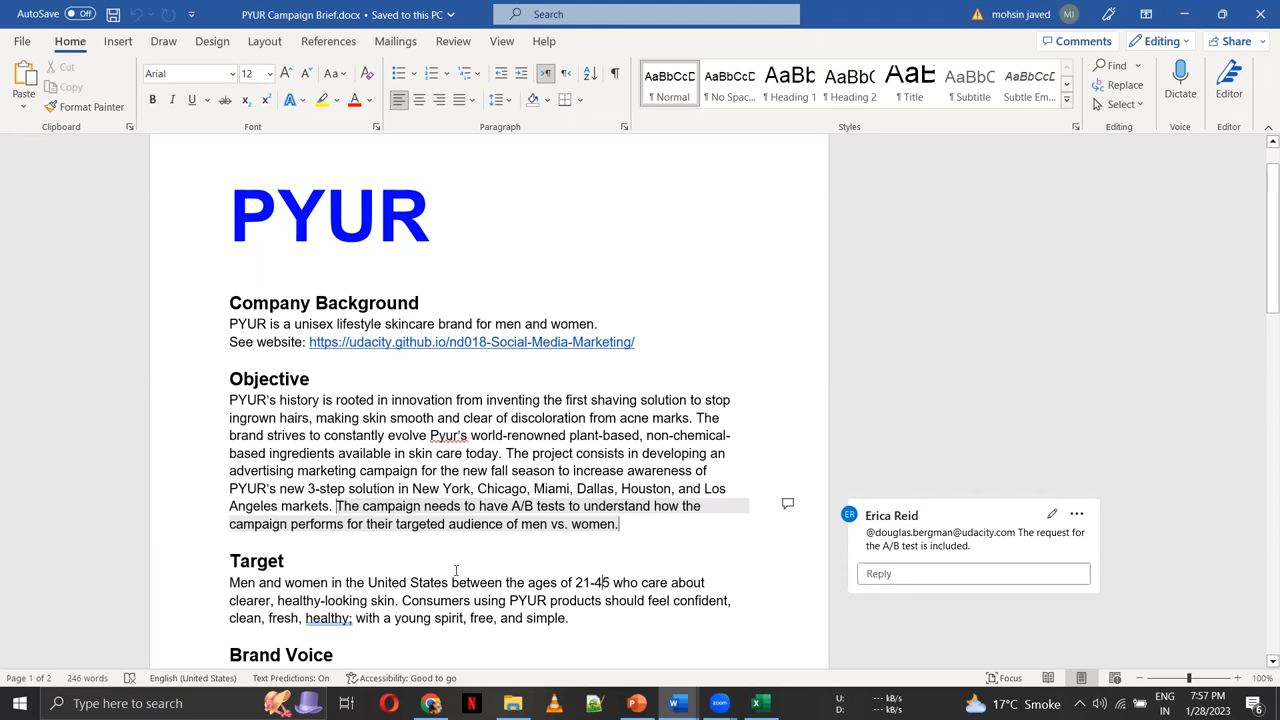 AutoSave Off Company Brief.docx • Saved Search mohsin javed MJ
File Home Insert Draw Design Layout References Mailings Review View Help Comments Editing Share
Paste Cut Copy Format Painter
Clipboard
Arial 12
Font
Paragraph
AaBbCcD ¶ Normal
AaBbCcD ¶ No Spac...
AaBb ¶ Heading 1
AaBb( ¶ Heading 2
AaBb ¶ Title
AaBbC ¶ Subtitle
AaBbCcD Subtle Em...
Styles
Find Replace Select
Editing
Dictate
Voice
Editor
Editor
PYUR
Company Background
PYUR is a unisex lifestyle skincare brand for men and women.
See website: https://udacity.github.io/nd018-Social-Media-Marketing/
Objective
PYUR's history is rooted in innovation from inventing the first shaving solution to stop
ingrown hairs, making skin smooth and clear of discoloration from acne marks. The
brand strives to constantly evolve Pyur's world-renowned plant-based, non-chemical-
based ingredients available in skin care today. The project consists in developing an
advertising marketing campaign for the new fall season to increase awareness of
PYUR's new 3-step solution in New York, Chicago, Miami, Dallas, Houston, and Los
Angeles markets. The campaign needs to have A/B tests to understand how the
campaign performs for their targeted audience of men vs. women.
ER Erica Reid
@douglas.bergman@udacity.com The request for
the A/B test is included.
Reply
Target
Men and women in the United States between the ages of 21-45 who care about
clearer, healthy-looking skin. Consumers using PYUR products should feel confident,
clean, fresh, healthy; with a young spirit, free, and simple.
Brand Voice
Page 1 of 2 246 words English (United States) Text Predictions: On Accessibility: Good to go Focus 100%
Type here to search
U: D: -- KB/s -- KB/s
17°C Smoke
ENG IN
7:57 PM 1/28/2023
6